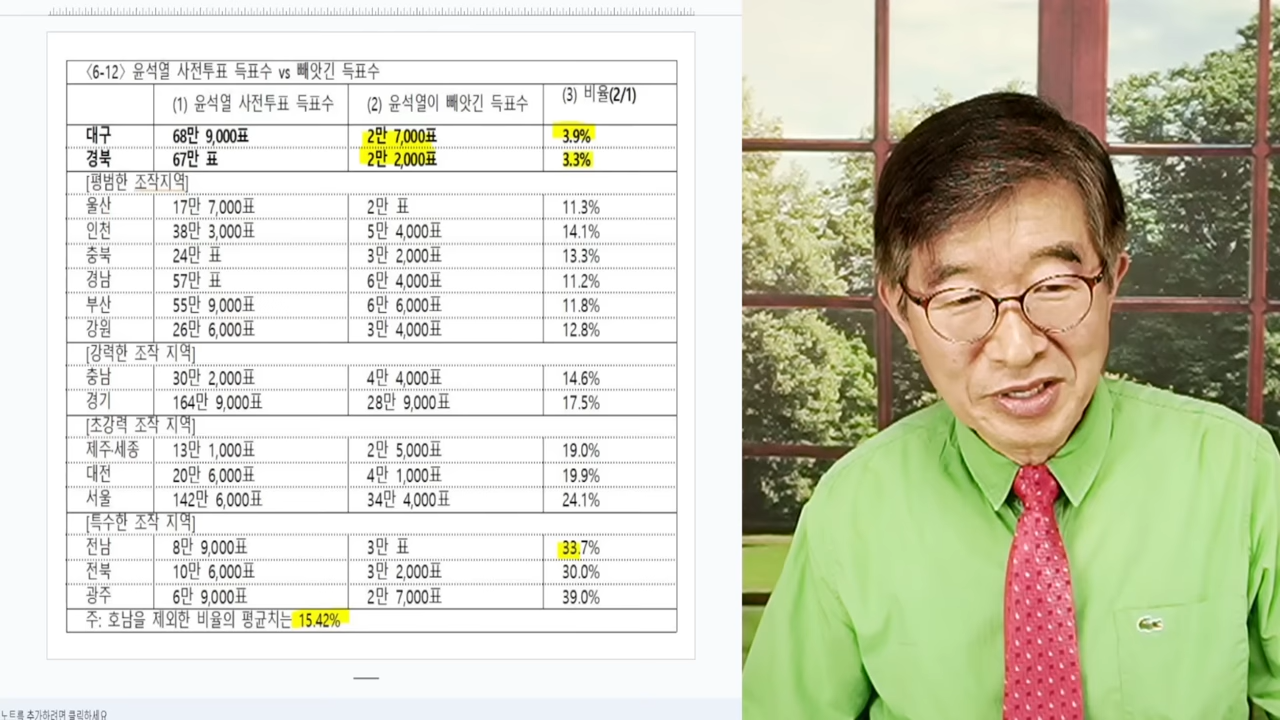 〈6-12〉 윤석열 사전투표 득표수 vs 빼앗긴 득표수
(1) 윤석열 사전투표 득표수 (2) 윤석열이 빼앗긴 득표수 (3) 비율(2/1)
대구 68만 9,000표 2만 7,000표 3.9%
경북 67만 표 2만 2,000표 3.3%
[평범한 조작지역]
울산 17만 7,000표 2만 표 11.3%
인천 38만 3,000표 5만 4,000표 14.1%
충북 24만 표 3만 2,000표 13.3%
경남 57만 표 6만 4,000표 11.2%
부산 55만 9,000표 6만 6,000표 11.8%
강원 26만 6,000표 3만 4,000표 12.8%
[강력한 조작 지역]
충남 30만 2,000표 4만 4,000표 14.6%
경기 164만 9,000표 28만 9,000표 17.5%
[초강력 조작 지역]
제주·세종 13만 1,000표 2만 5,000표 19.0%
대전 20만 6,000표 4만 1,000표 19.9%
서울 142만 6,000표 34만 4,000표 24.1%
[특수한 조작 지역]
전남 8만 9,000표 3만 표 33.7%
전북 10만 6,000표 3만 2,000표 30.0%
광주 6만 9,000표 2만 7,000표 39.0%
주: 호남을 제외한 비율의 평균치는 15.42%
노트를 추가하려면 클릭하세요